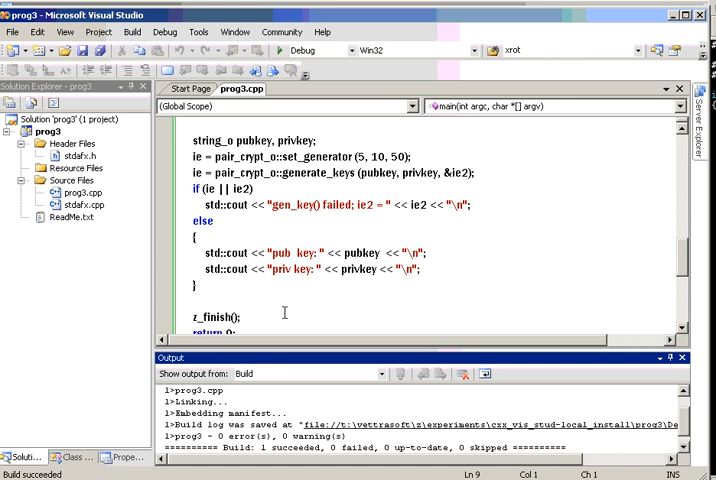 prog3 - Microsoft Visual Studio
File Edit View Project Build Debug Tools Window Community Help
Debug Win32 xrot
Solution Explorer - prog3
Solution 'prog3' (1 project)
prog3
Header Files
stdafx.h
Resource Files
Source Files
prog3.cpp
stdafx.cpp
ReadMe.txt
Soluti... Class ... Prope...
Start Page prog3.cpp
(Global Scope) main(int argc, char *[] argv)
string_o pubkey, privkey;
ie = pair_crypt_o::set_generator (5, 10, 50);
ie = pair_crypt_o::generate_keys (pubkey, privkey, &ie2);
if (ie || ie2)
std::cout << "gen_key() failed; ie2 = " << ie2 << "\n";
else
{
std::cout << "pub  key: " << pubkey  << "\n";
std::cout << "priv key: " << privkey << "\n";
}
z_finish();
return 0;
Server Explorer
Output
Show output from: Build
1>prog3.cpp
1>Linking...
1>Embedding manifest...
1>Build log was saved at "file://t:\vettrasoft\z\experiments\cxx_vis_stud-local_install\prog3\De
1>prog3 - 0 error(s), 0 warning(s)
========== Build: 1 succeeded, 0 failed, 0 up-to-date, 0 skipped ==========
Build succeeded Ln 9 Col 1 Ch 1 INS